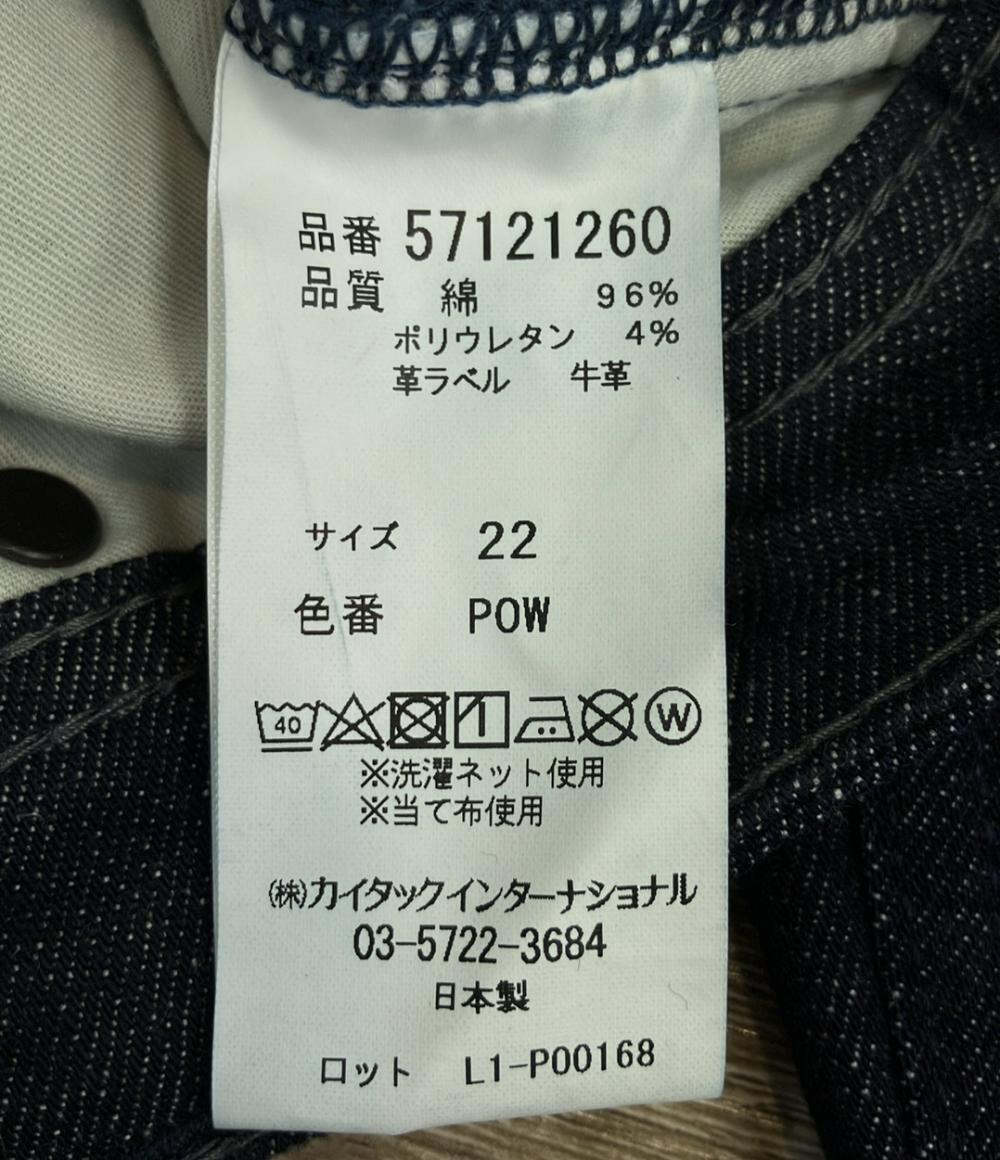 品番 57121260
品質 綿 96%
ポリウレタン 4%
革ラベル 牛革
サイズ 22
色番 POW
40 W
※洗濯ネット使用
※当て布使用
㈱カイタックインターナショナル
03-5722-3684
日本製
ロット L1-P00168